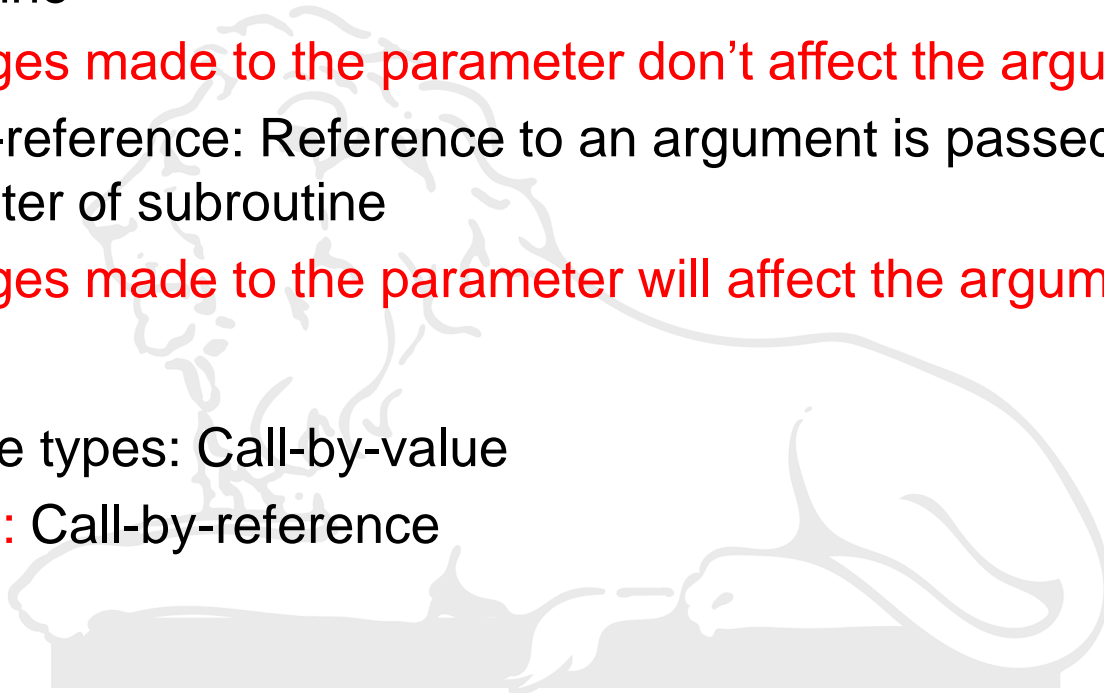 ges made to the parameter don’t affect the argu
-reference: Reference to an argument is passed
ter of subroutine
ges made to the parameter will affect the argum
e types: Call-by-value
: Call-by-reference